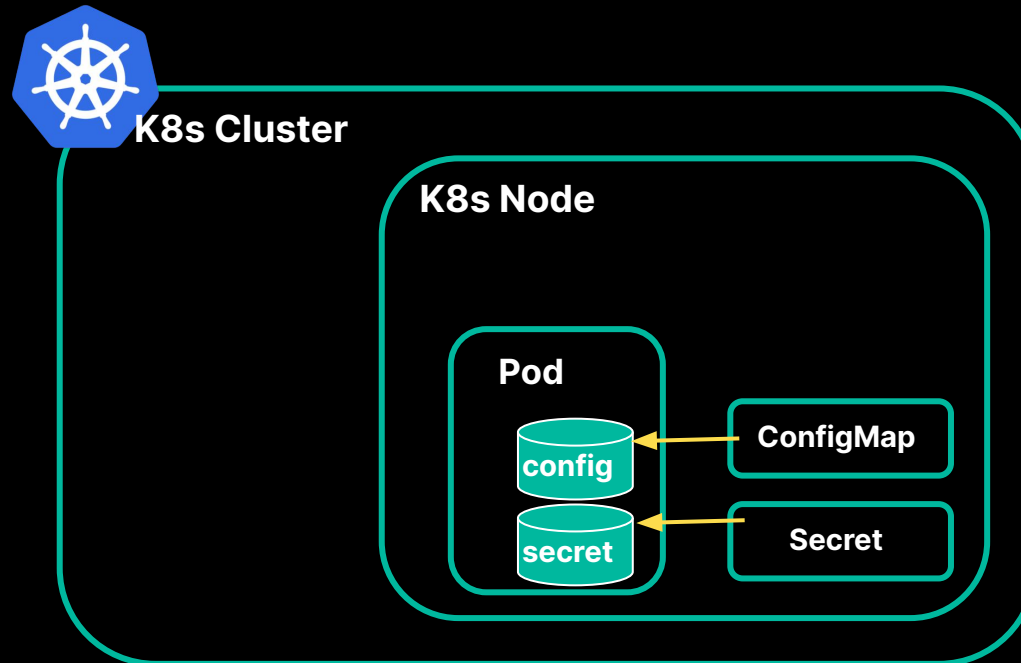 K8s Cluster
K8s Node
Pod
config
ConfigMap
secret
Secret